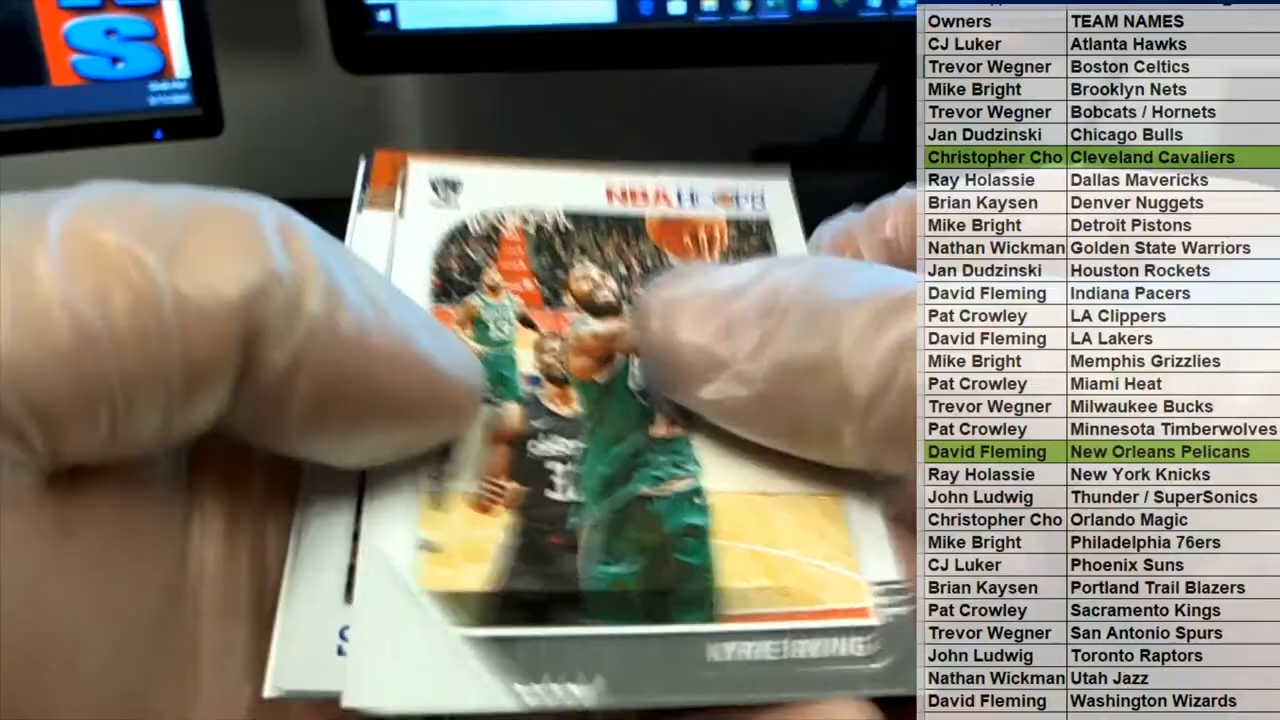 S
NBA HOOPS
KYRIE IRVING
Owners TEAM NAMES
CJ Luker Atlanta Hawks
Trevor Wegner Boston Celtics
Mike Bright Brooklyn Nets
Trevor Wegner Bobcats / Hornets
Jan Dudzinski Chicago Bulls
Christopher Cho Cleveland Cavaliers
Ray Holassie Dallas Mavericks
Brian Kaysen Denver Nuggets
Mike Bright Detroit Pistons
Nathan Wickman Golden State Warriors
Jan Dudzinski Houston Rockets
David Fleming Indiana Pacers
Pat Crowley LA Clippers
David Fleming LA Lakers
Mike Bright Memphis Grizzlies
Pat Crowley Miami Heat
Trevor Wegner Milwaukee Bucks
Pat Crowley Minnesota Timberwolves
David Fleming New Orleans Pelicans
Ray Holassie New York Knicks
John Ludwig Thunder / SuperSonics
Christopher Cho Orlando Magic
Mike Bright Philadelphia 76ers
CJ Luker Phoenix Suns
Brian Kaysen Portland Trail Blazers
Pat Crowley Sacramento Kings
Trevor Wegner San Antonio Spurs
John Ludwig Toronto Raptors
Nathan Wickman Utah Jazz
David Fleming Washington Wizards